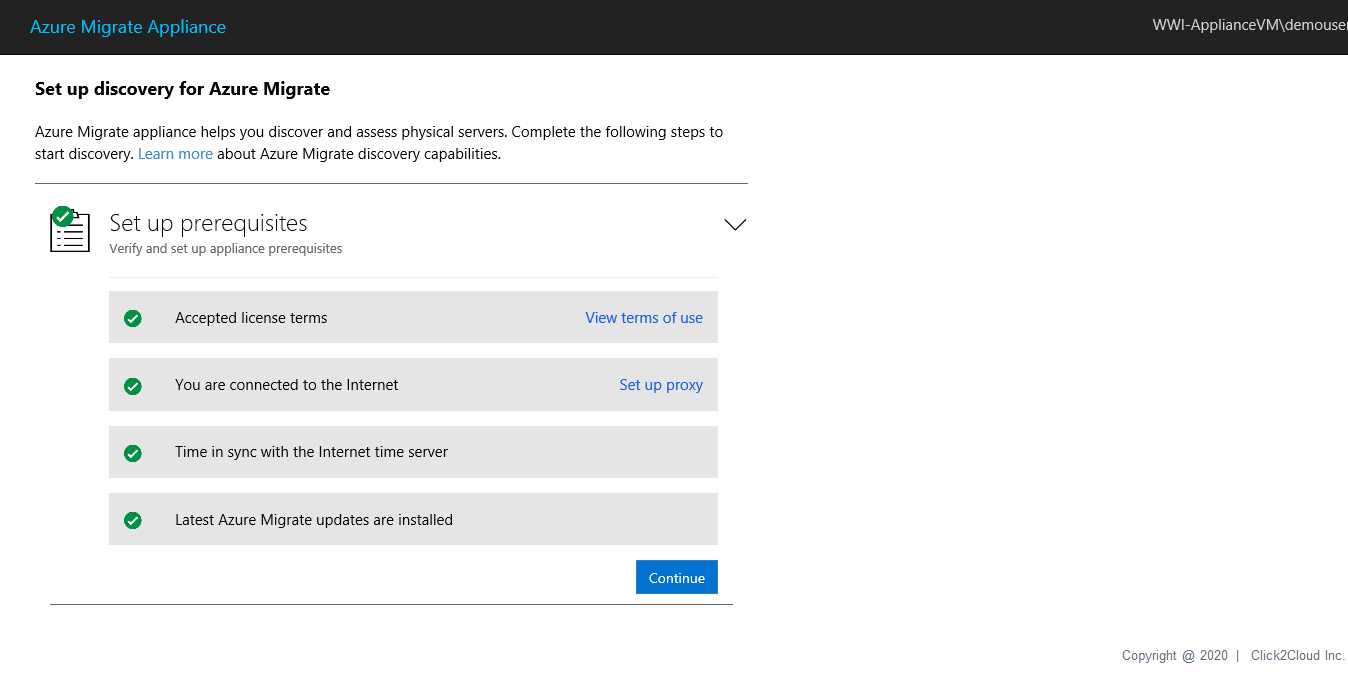 Azure Migrate Appliance
WWI-ApplianceVM\demouser
Set up discovery for Azure Migrate
Azure Migrate appliance helps you discover and assess physical servers. Complete the following steps to
start discovery. Learn more about Azure Migrate discovery capabilities.
Set up prerequisites
Verify and set up appliance prerequisites
Accepted license terms
View terms of use
You are connected to the Internet
Set up proxy
Time in sync with the Internet time server
Latest Azure Migrate updates are installed
Continue
Copyright @ 2020 | Click2Cloud Inc.